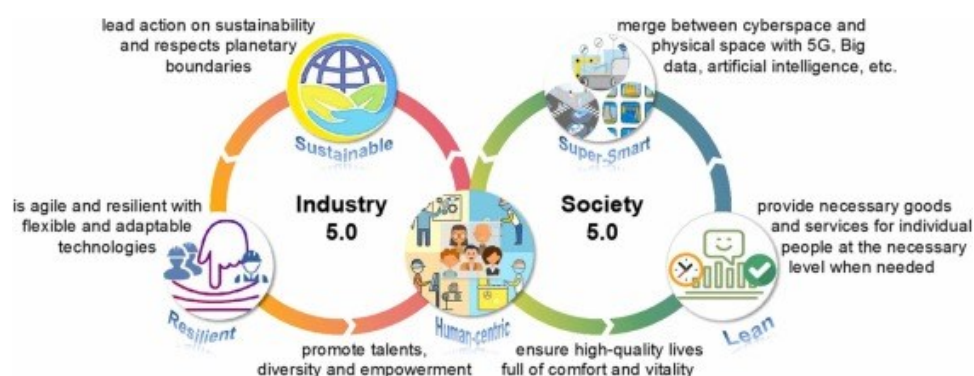 lead action on sustainability
and respects planetary
boundaries
Sustainable
merge between cyberspace and
physical space with 5G, Big
data, artificial intelligence, etc.
Super-Smart
Industry
5.0
Society
5.0
is agile and resilient with
flexible and adaptable
technologies
Resilient
Human-centric
provide necessary goods
and services for individual
people at the necessary
level when needed
Lean
promote talents,
diversity and empowerment
ensure high-quality lives
full of comfort and vitality